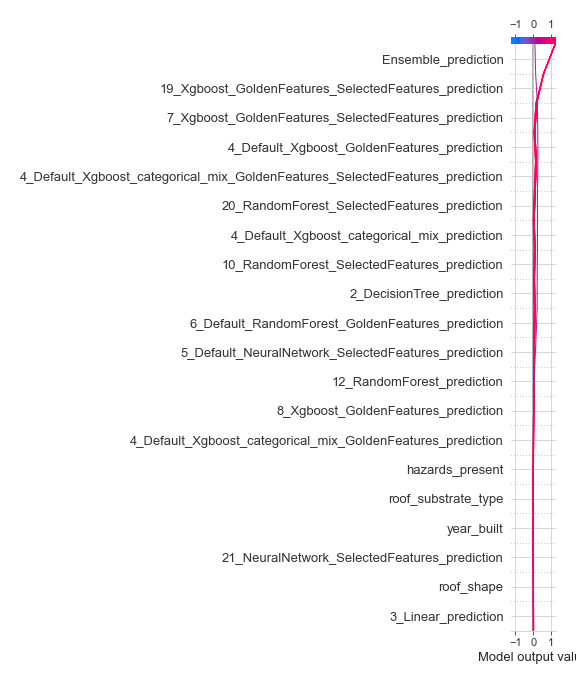 −1 0 1
Ensemble_prediction
19_Xgboost_GoldenFeatures_SelectedFeatures_prediction
7_Xgboost_GoldenFeatures_SelectedFeatures_prediction
4_Default_Xgboost_GoldenFeatures_prediction
4_Default_Xgboost_categorical_mix_GoldenFeatures_SelectedFeatures_prediction
20_RandomForest_SelectedFeatures_prediction
4_Default_Xgboost_categorical_mix_prediction
10_RandomForest_SelectedFeatures_prediction
2_DecisionTree_prediction
6_Default_RandomForest_GoldenFeatures_prediction
5_Default_NeuralNetwork_SelectedFeatures_prediction
12_RandomForest_prediction
8_Xgboost_GoldenFeatures_prediction
4_Default_Xgboost_categorical_mix_GoldenFeatures_prediction
hazards_present
roof_substrate_type
year_built
21_NeuralNetwork_SelectedFeatures_prediction
roof_shape
3_Linear_prediction
−1 0 1
Model output valu